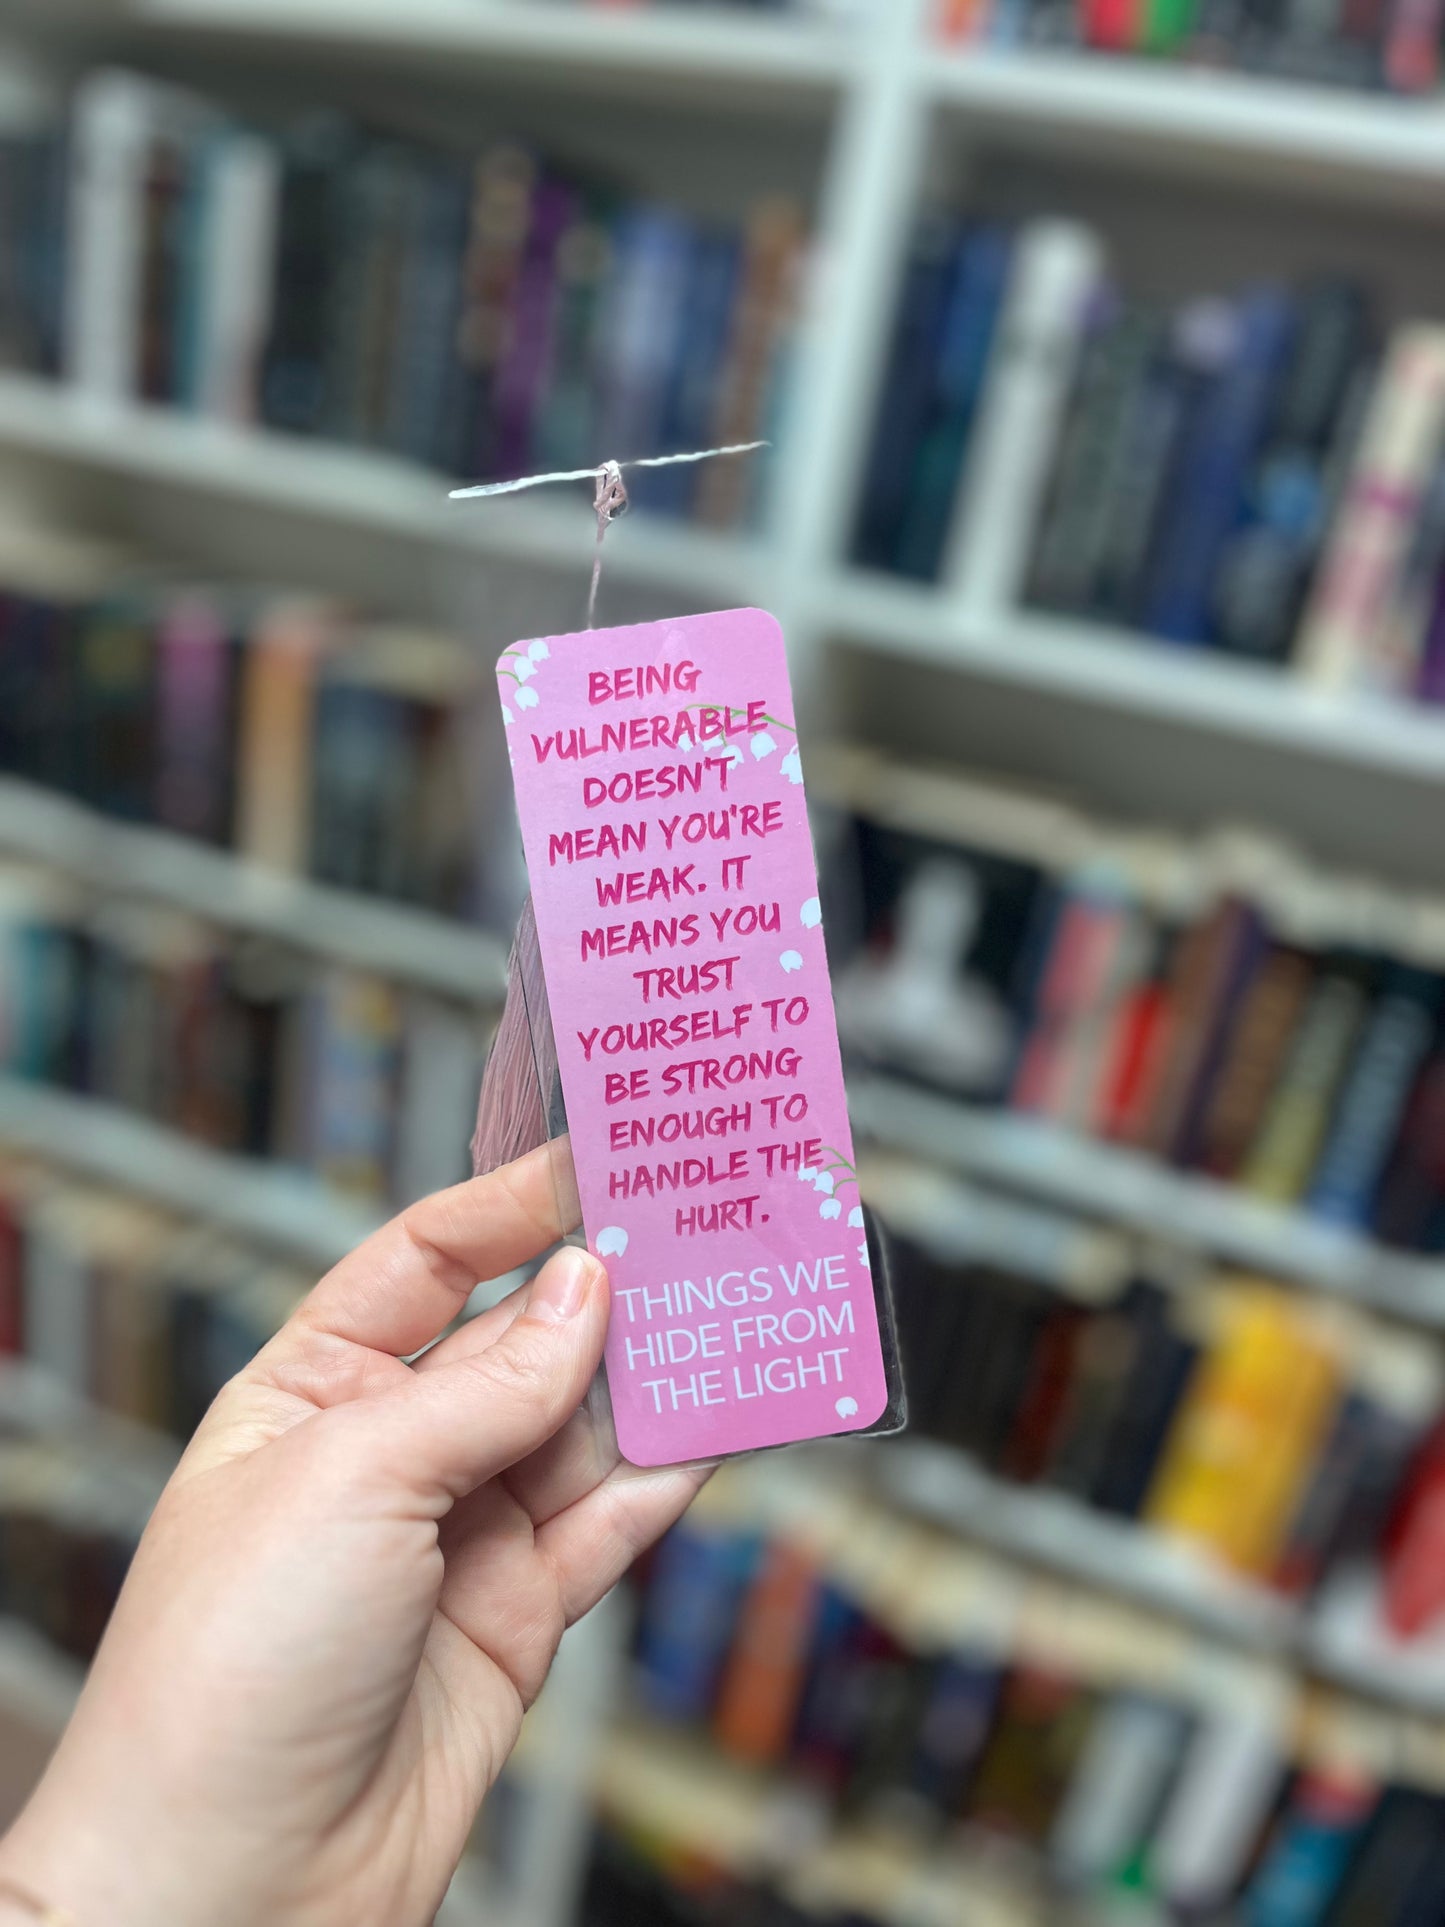 BEING
VULNERABLE
DOESN'T
MEAN YOU'RE
WEAK. IT
MEANS YOU
TRUST
YOURSELF TO
BE STRONG
ENOUGH TO
HANDLE THE
HURT.
THINGS WE
HIDE FROM
THE LIGHT